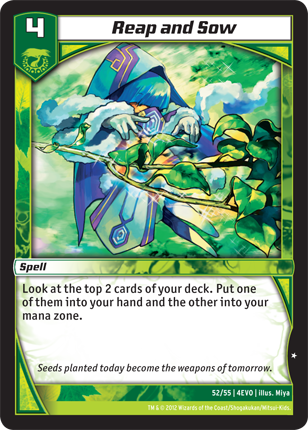 4
Reap and Sow
Spell
Look at the top 2 cards of your deck. Put one
of them into your hand and the other into your
mana zone.
Seeds planted today become the weapons of tomorrow.
52/55 | 4EVO | illus. Miya
TM & © 2012 Wizards of the Coast/Shogakukan/Mitsui-Kids